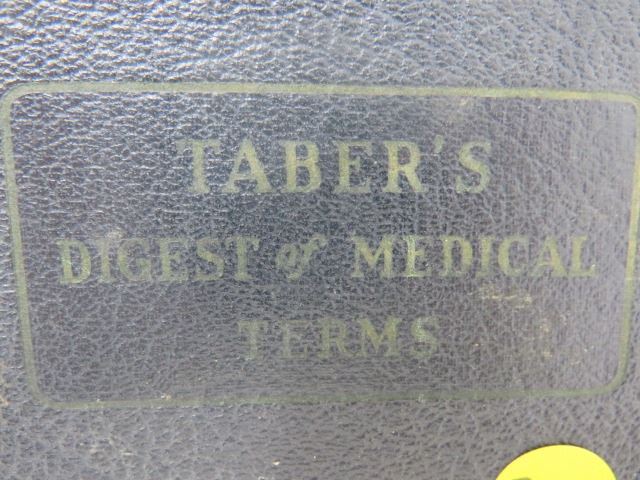 TABER'S
DIGEST of MEDICAL
TERMS